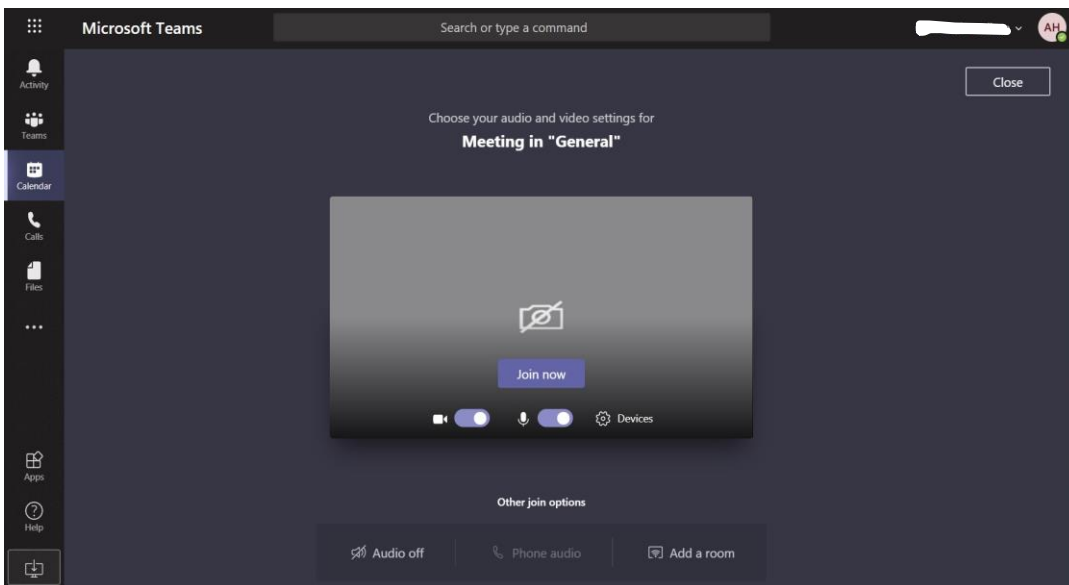 Microsoft Teams
Search or type a command
AH
Activity
Teams
Calendar
Calls
Files
Apps
Help
Close
Choose your audio and video settings for
Meeting in "General"
Join now
Devices
Other join options
Audio off
Phone audio
Add a room